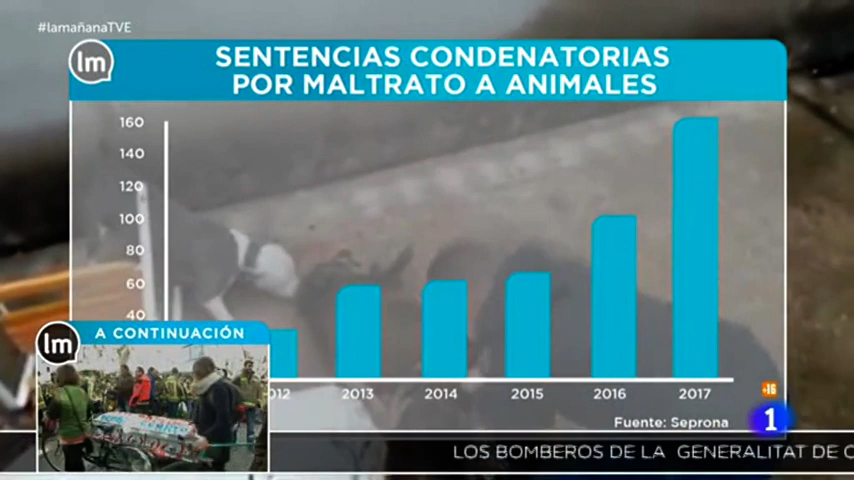 #lamañanaTVE
lm
SENTENCIAS CONDENATORIAS
POR MALTRATO A ANIMALES
160
140
120
100
80
60
40
lm
A CONTINUACIÓN
012
2013
2014
2015
2016
2017
+16
Fuente: Seprona
1
LOS BOMBEROS DE LA GENERALITAT DE C